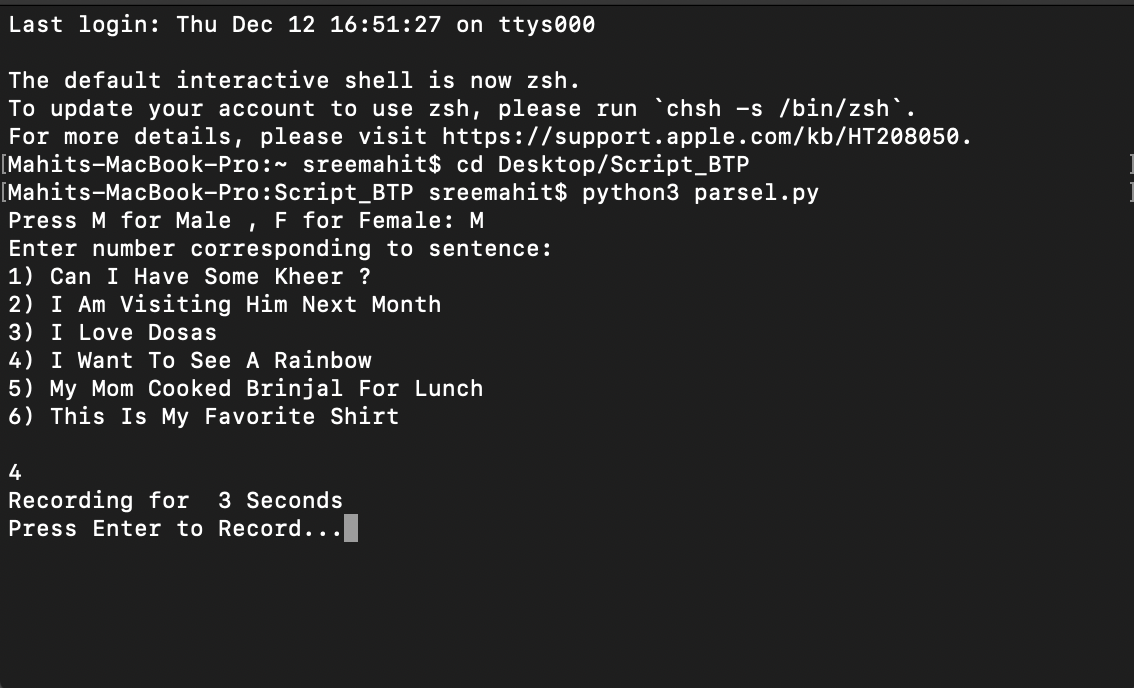 Last login: Thu Dec 12 16:51:27 on ttys000
The default interactive shell is now zsh.
To update your account to use zsh, please run `chsh -s /bin/zsh`.
For more details, please visit https://support.apple.com/kb/HT208050.
[Mahits-MacBook-Pro:~ sreemahit$ cd Desktop/Script_BTP ]
[Mahits-MacBook-Pro:Script_BTP sreemahit$ python3 parsel.py ]
Press M for Male , F for Female: M
Enter number corresponding to sentence:
1) Can I Have Some Kheer ?
2) I Am Visiting Him Next Month
3) I Love Dosas
4) I Want To See A Rainbow
5) My Mom Cooked Brinjal For Lunch
6) This Is My Favorite Shirt
4
Recording for  3 Seconds
Press Enter to Record...